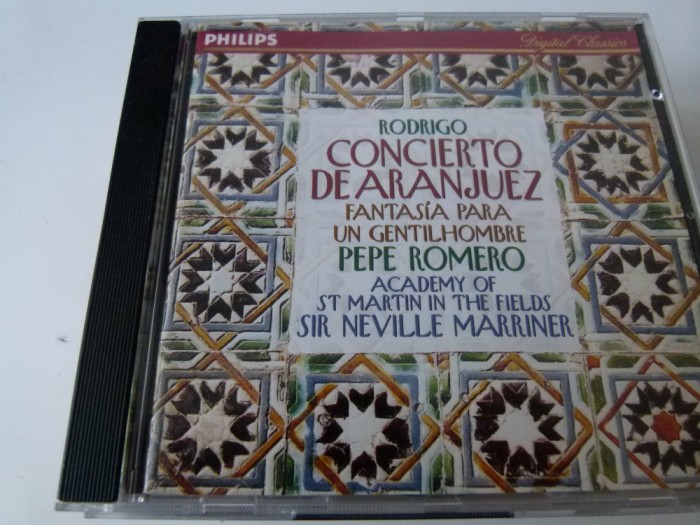 PHILIPS
Digital Classics
RODRIGO
CONCIERTO
DE ARANJUEZ
FANTASÍA PARA
UN GENTILHOMBRE
PEPE ROMERO
ACADEMY OF
ST MARTIN IN THE FIELDS
SIR NEVILLE MARRINER